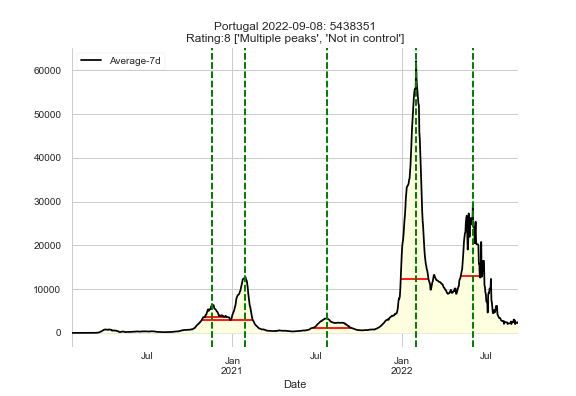 Portugal 2022-09-08: 5438351
Rating:8 ['Multiple peaks', 'Not in control']
Average-7d
60000
50000
40000
30000
20000
10000
0
Jul
Jan
2021
Jul
Jan
2022
Jul
Date